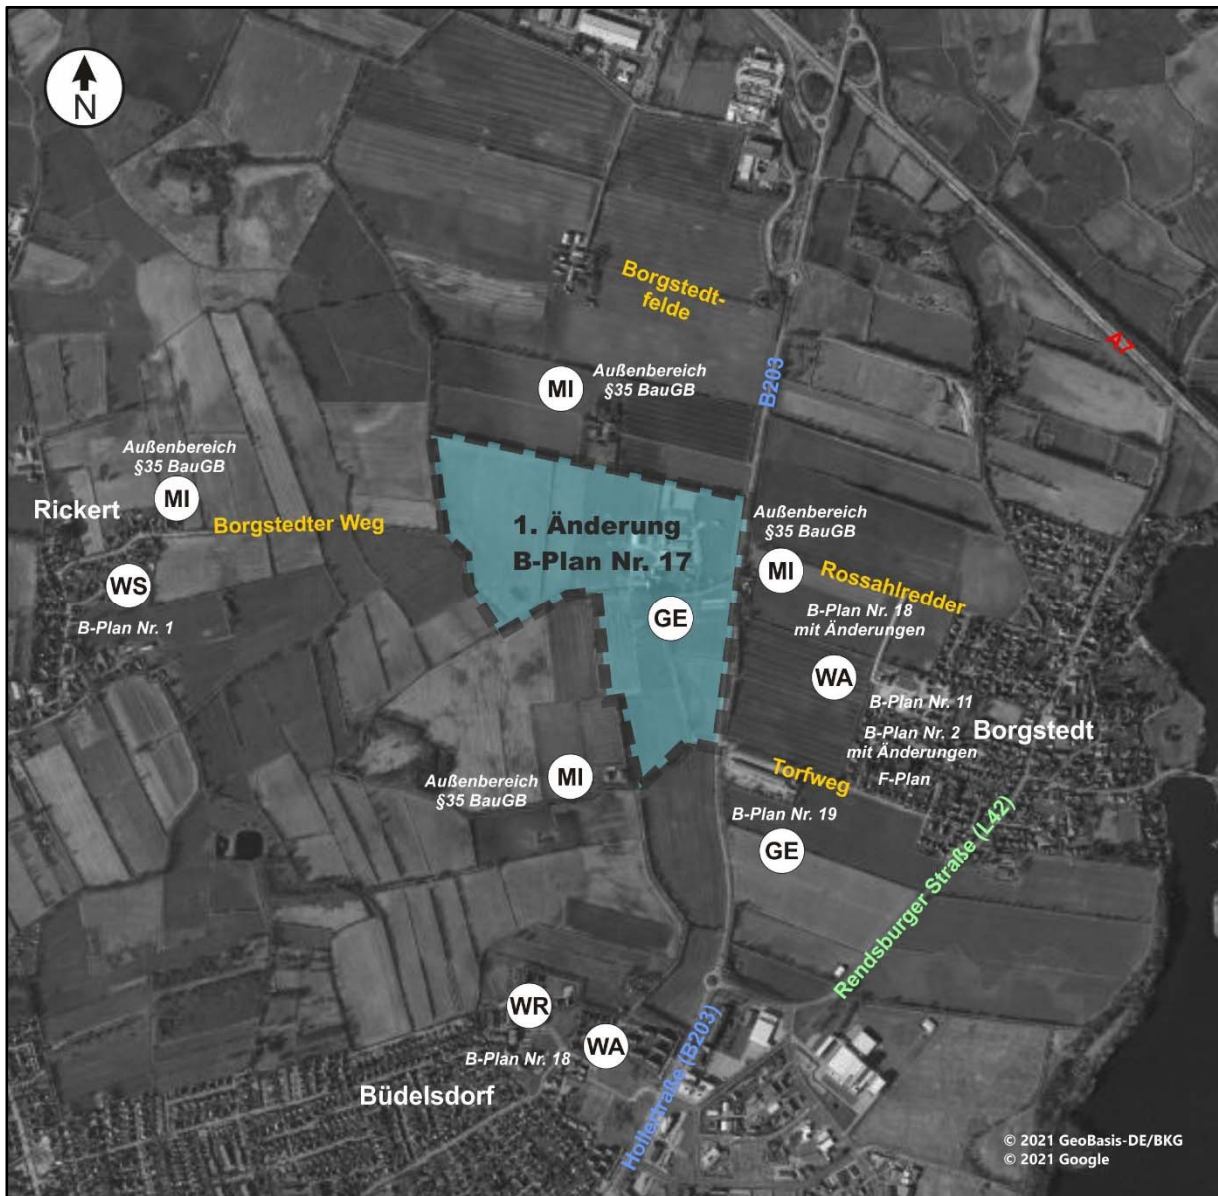 N
Borgstedt-
felde
A7
B203
Außenbereich
§35 BauGB
MI
Außenbereich
§35 BauGB
MI
Rickert
Borgstedter Weg
WS
B-Plan Nr. 1
1. Änderung
B-Plan Nr. 17
GE
Außenbereich
§35 BauGB
MI
Rossahlredder
B-Plan Nr. 18
mit Änderungen
WA
B-Plan Nr. 11
B-Plan Nr. 2
mit Änderungen
F-Plan
Borgstedt
Außenbereich
§35 BauGB
MI
Torfweg
B-Plan Nr. 19
GE
Rendsburger Straße (L42)
WR
B-Plan Nr. 18
WA
Büdelsdorf
Hollerstraße (B203)
© 2021 GeoBasis-DE/BKG
© 2021 Google